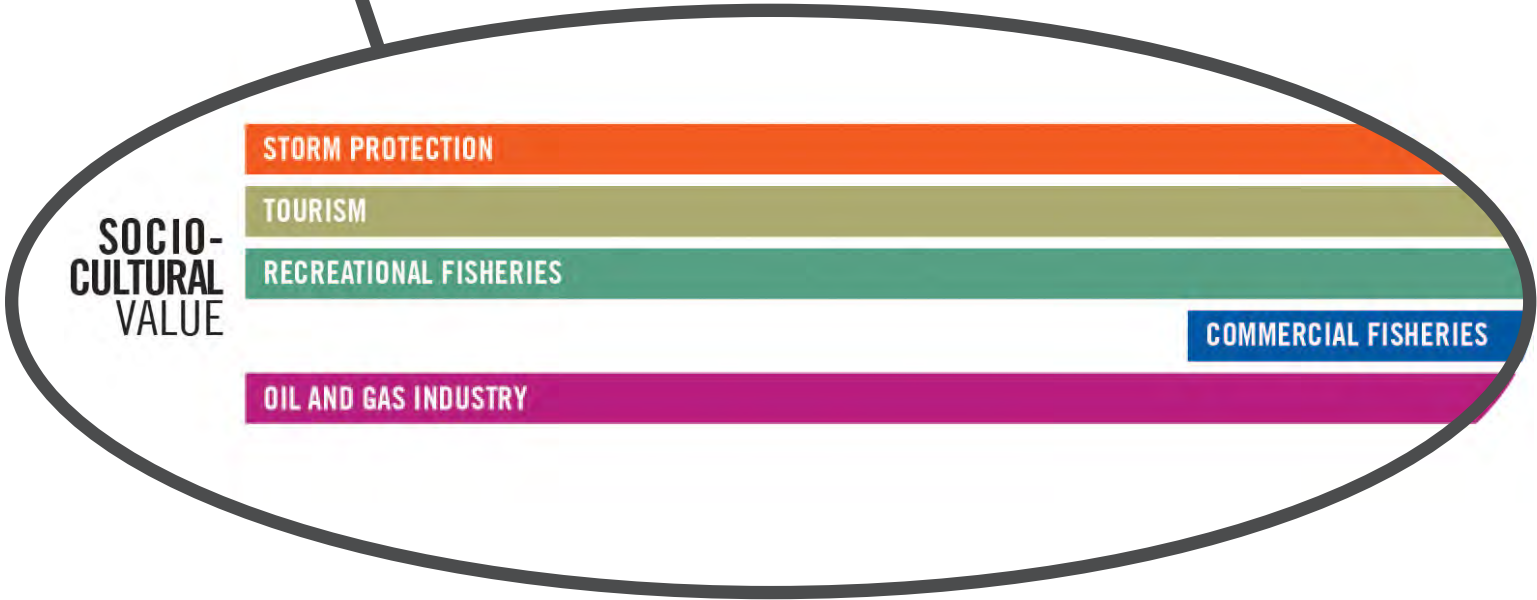 SOCIO-
CULTURAL
VALUE
STORM PROTECTION
TOURISM
RECREATIONAL FISHERIES
COMMERCIAL FISHERIES
OIL AND GAS INDUSTRY